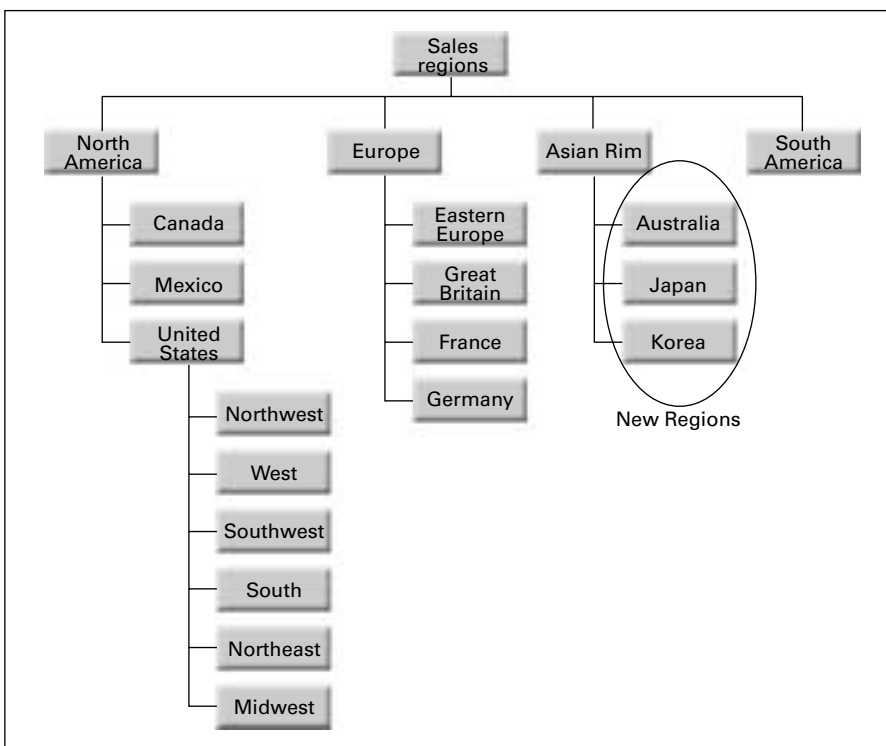 Sales
regions
North
America
Europe
Asian Rim
South
America
Canada
Mexico
United
States
Northwest
West
Southwest
South
Northeast
Midwest
Eastern
Europe
Great
Britain
France
Germany
Australia
Japan
Korea
New Regions